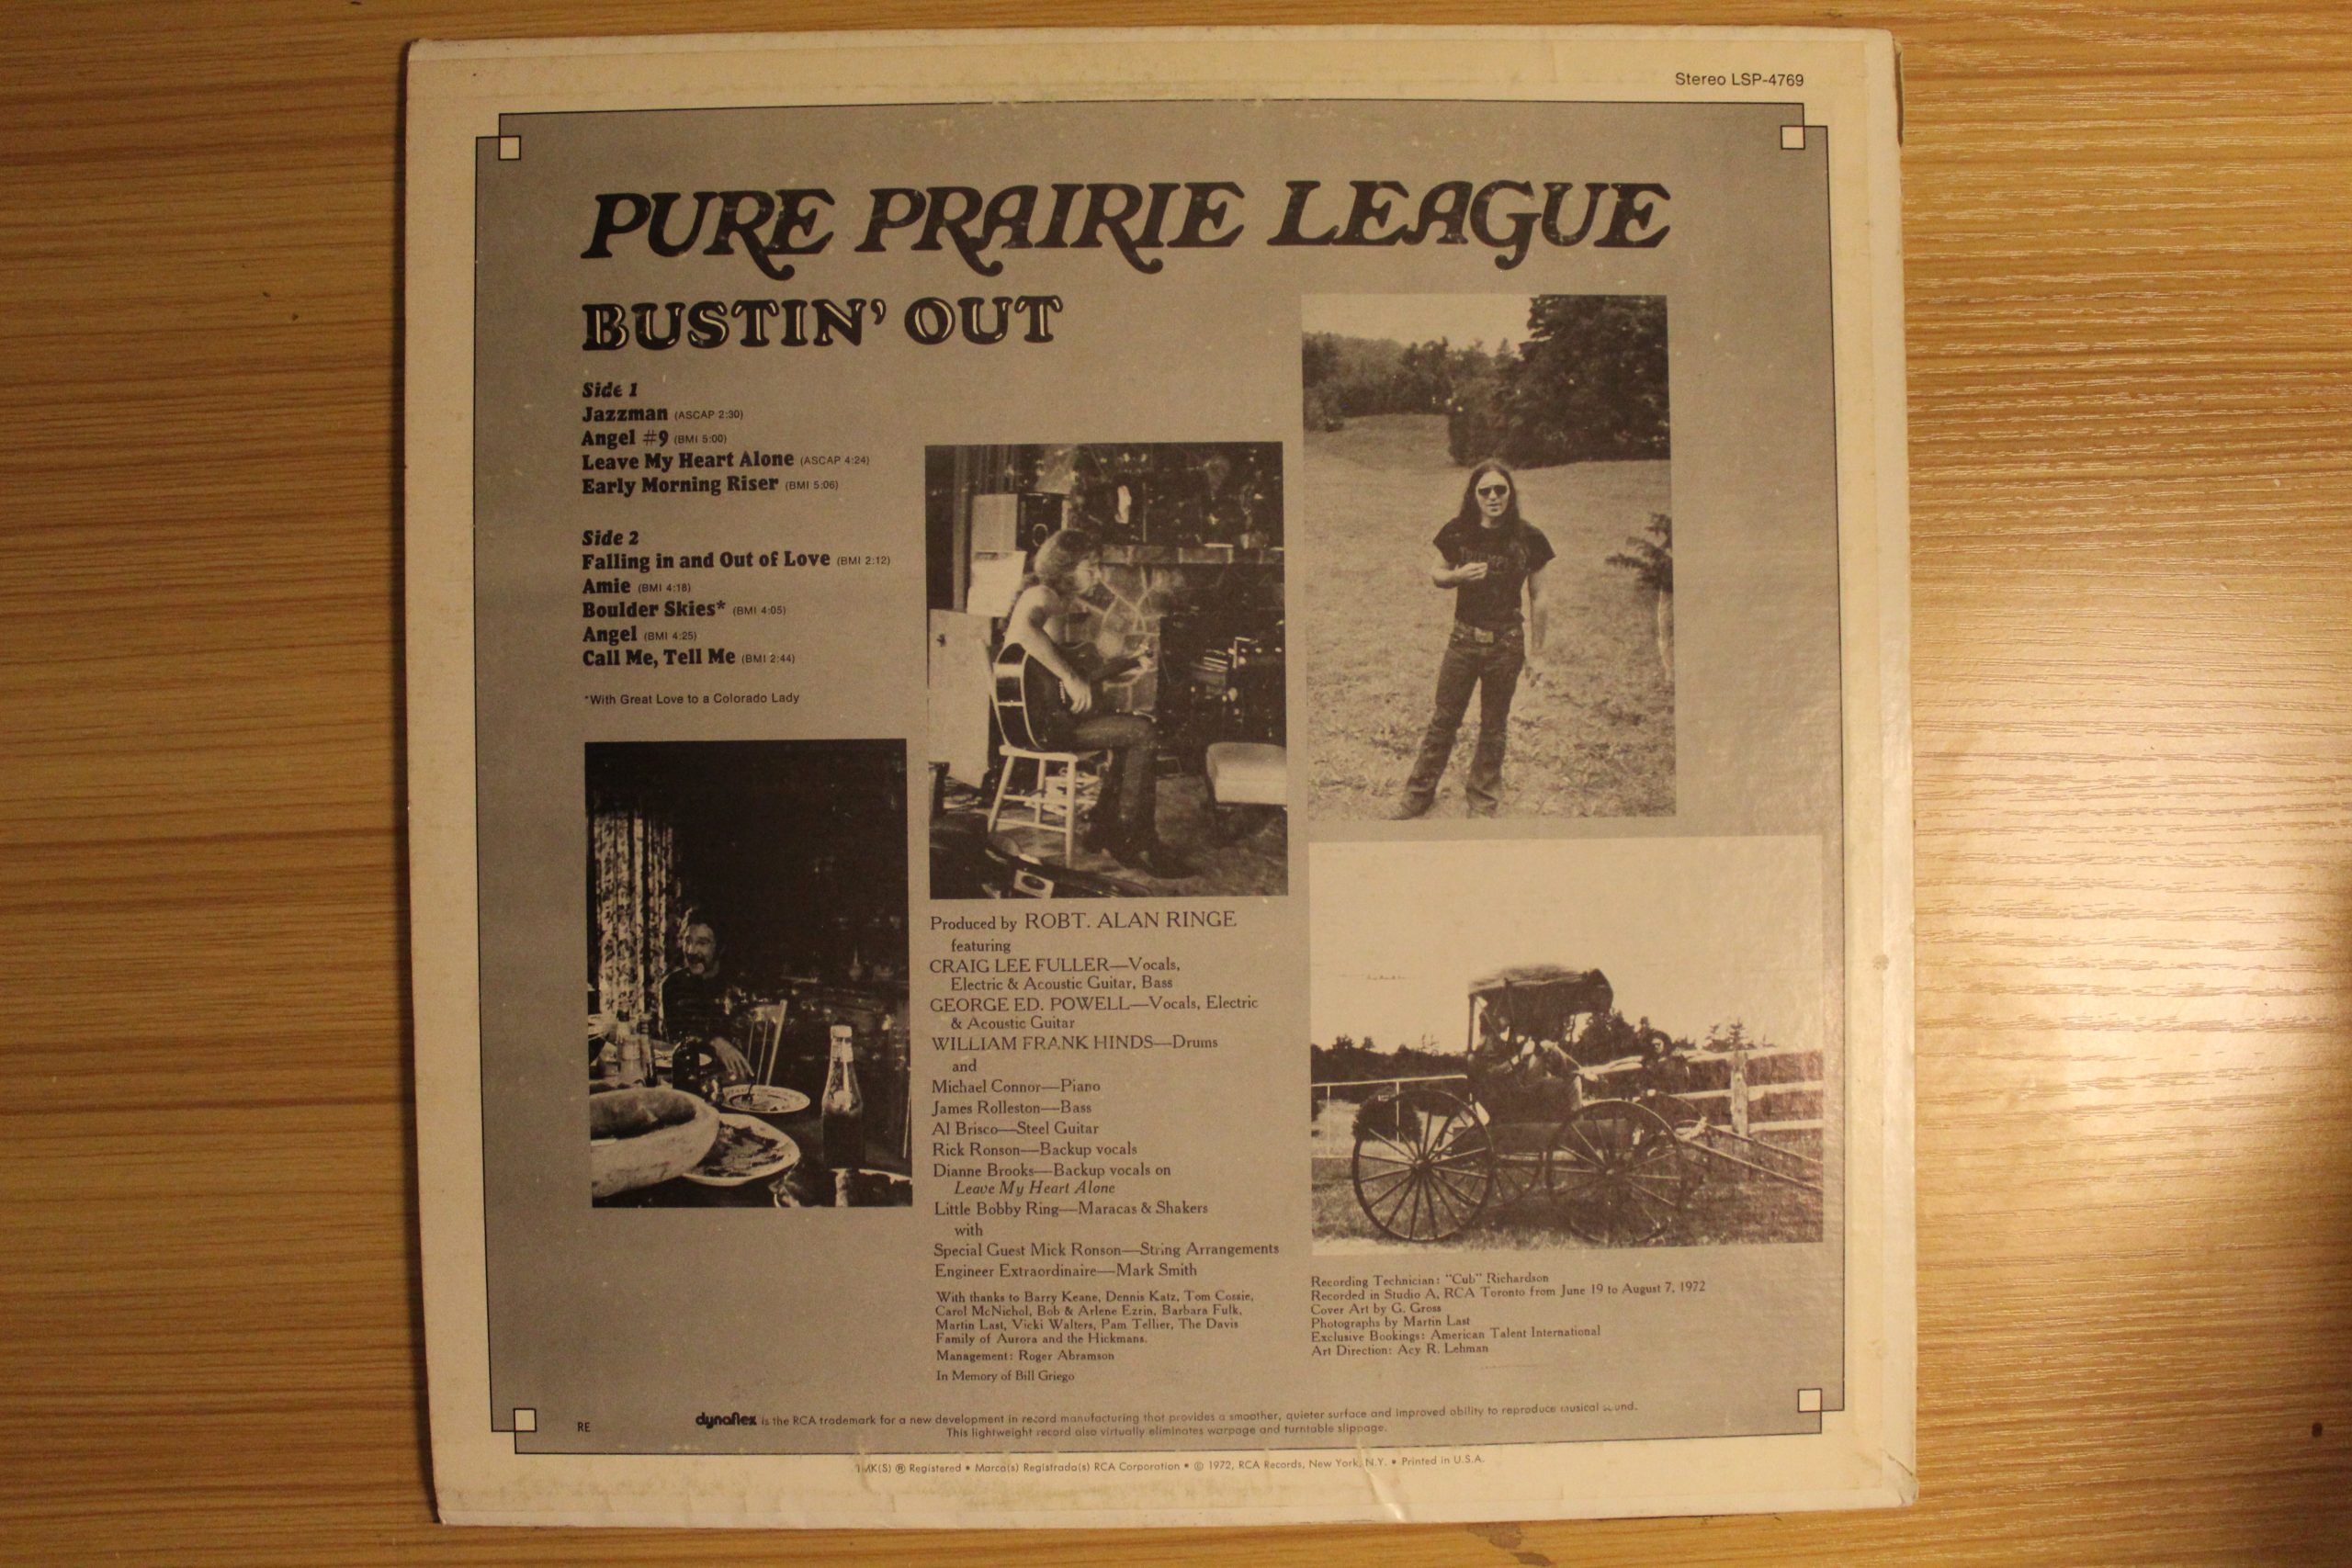 Stereo LSP-4769
PURE PRAIRIE LEAGUE
BUSTIN' OUT
Side 1
Jazzman (ASCAP 2:30)
Angel #9 (BMI 5:00)
Leave My Heart Alone (ASCAP 4:24)
Early Morning Riser (BMI 5:06)
Side 2
Falling in and Out of Love (BMI 2:12)
Amie (BMI 4:18)
Boulder Skies* (BMI 4:05)
Angel (BMI 4:25)
Call Me, Tell Me (BMI 2:44)
*With Great Love to a Colorado Lady
Produced by ROBT. ALAN RINGE
featuring
CRAIG LEE FULLER—Vocals,
Electric & Acoustic Guitar, Bass
GEORGE ED. POWELL—Vocals, Electric
& Acoustic Guitar
WILLIAM FRANK HINDS—Drums
and
Michael Connor—Piano
James Rolleston—Bass
Al Brisco—Steel Guitar
Rick Ronson—Backup vocals
Dianne Brooks—Backup vocals on
Leave My Heart Alone
Little Bobby Ring—Maracas & Shakers
with
Special Guest Mick Ronson—String Arrangements
Engineer Extraordinaire—Mark Smith
With thanks to Barry Keane, Dennis Katz, Tom Cossie,
Carol McNichol, Bob & Arlene Ezrin, Barbara Fulk,
Martin Last, Vicki Walters, Pam Tellier, The Davis
Family of Aurora and the Hickmans.
Management: Roger Abramson
In Memory of Bill Griego
Recording Technician: "Cub" Richardson
Recorded in Studio A, RCA Toronto from June 19 to August 7, 1972
Cover Art by G. Gross
Photographs by Martin Last
Exclusive Bookings: American Talent International
Art Direction: Acy R. Lehman
RE
dynaflex is the RCA trademark for a new development in record manufacturing that provides a smoother, quieter surface and improved ability to reproduce musical sound.
This lightweight record also virtually eliminates warpage and turntable slippage.
TMK(S) ® Registered • Marca(s) Registrada(s) RCA Corporation • © 1972, RCA Records, New York, N.Y. • Printed in U.S.A.